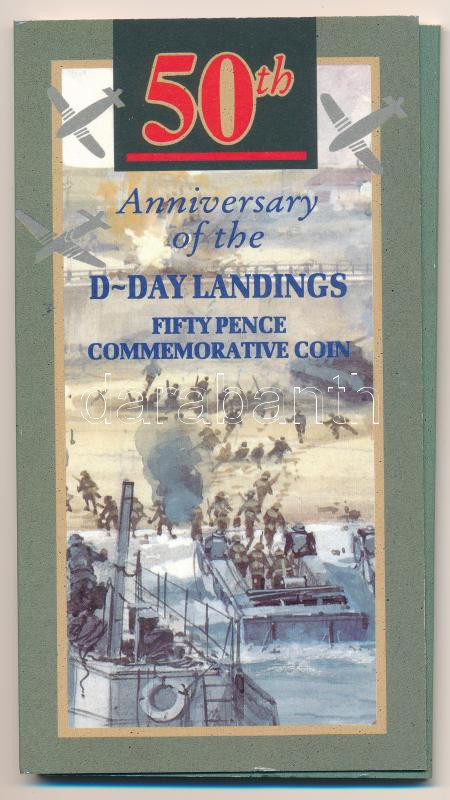 50th
Anniversary
of the
D~DAY LANDINGS
FIFTY PENCE
COMMEMORATIVE COIN
darabanth